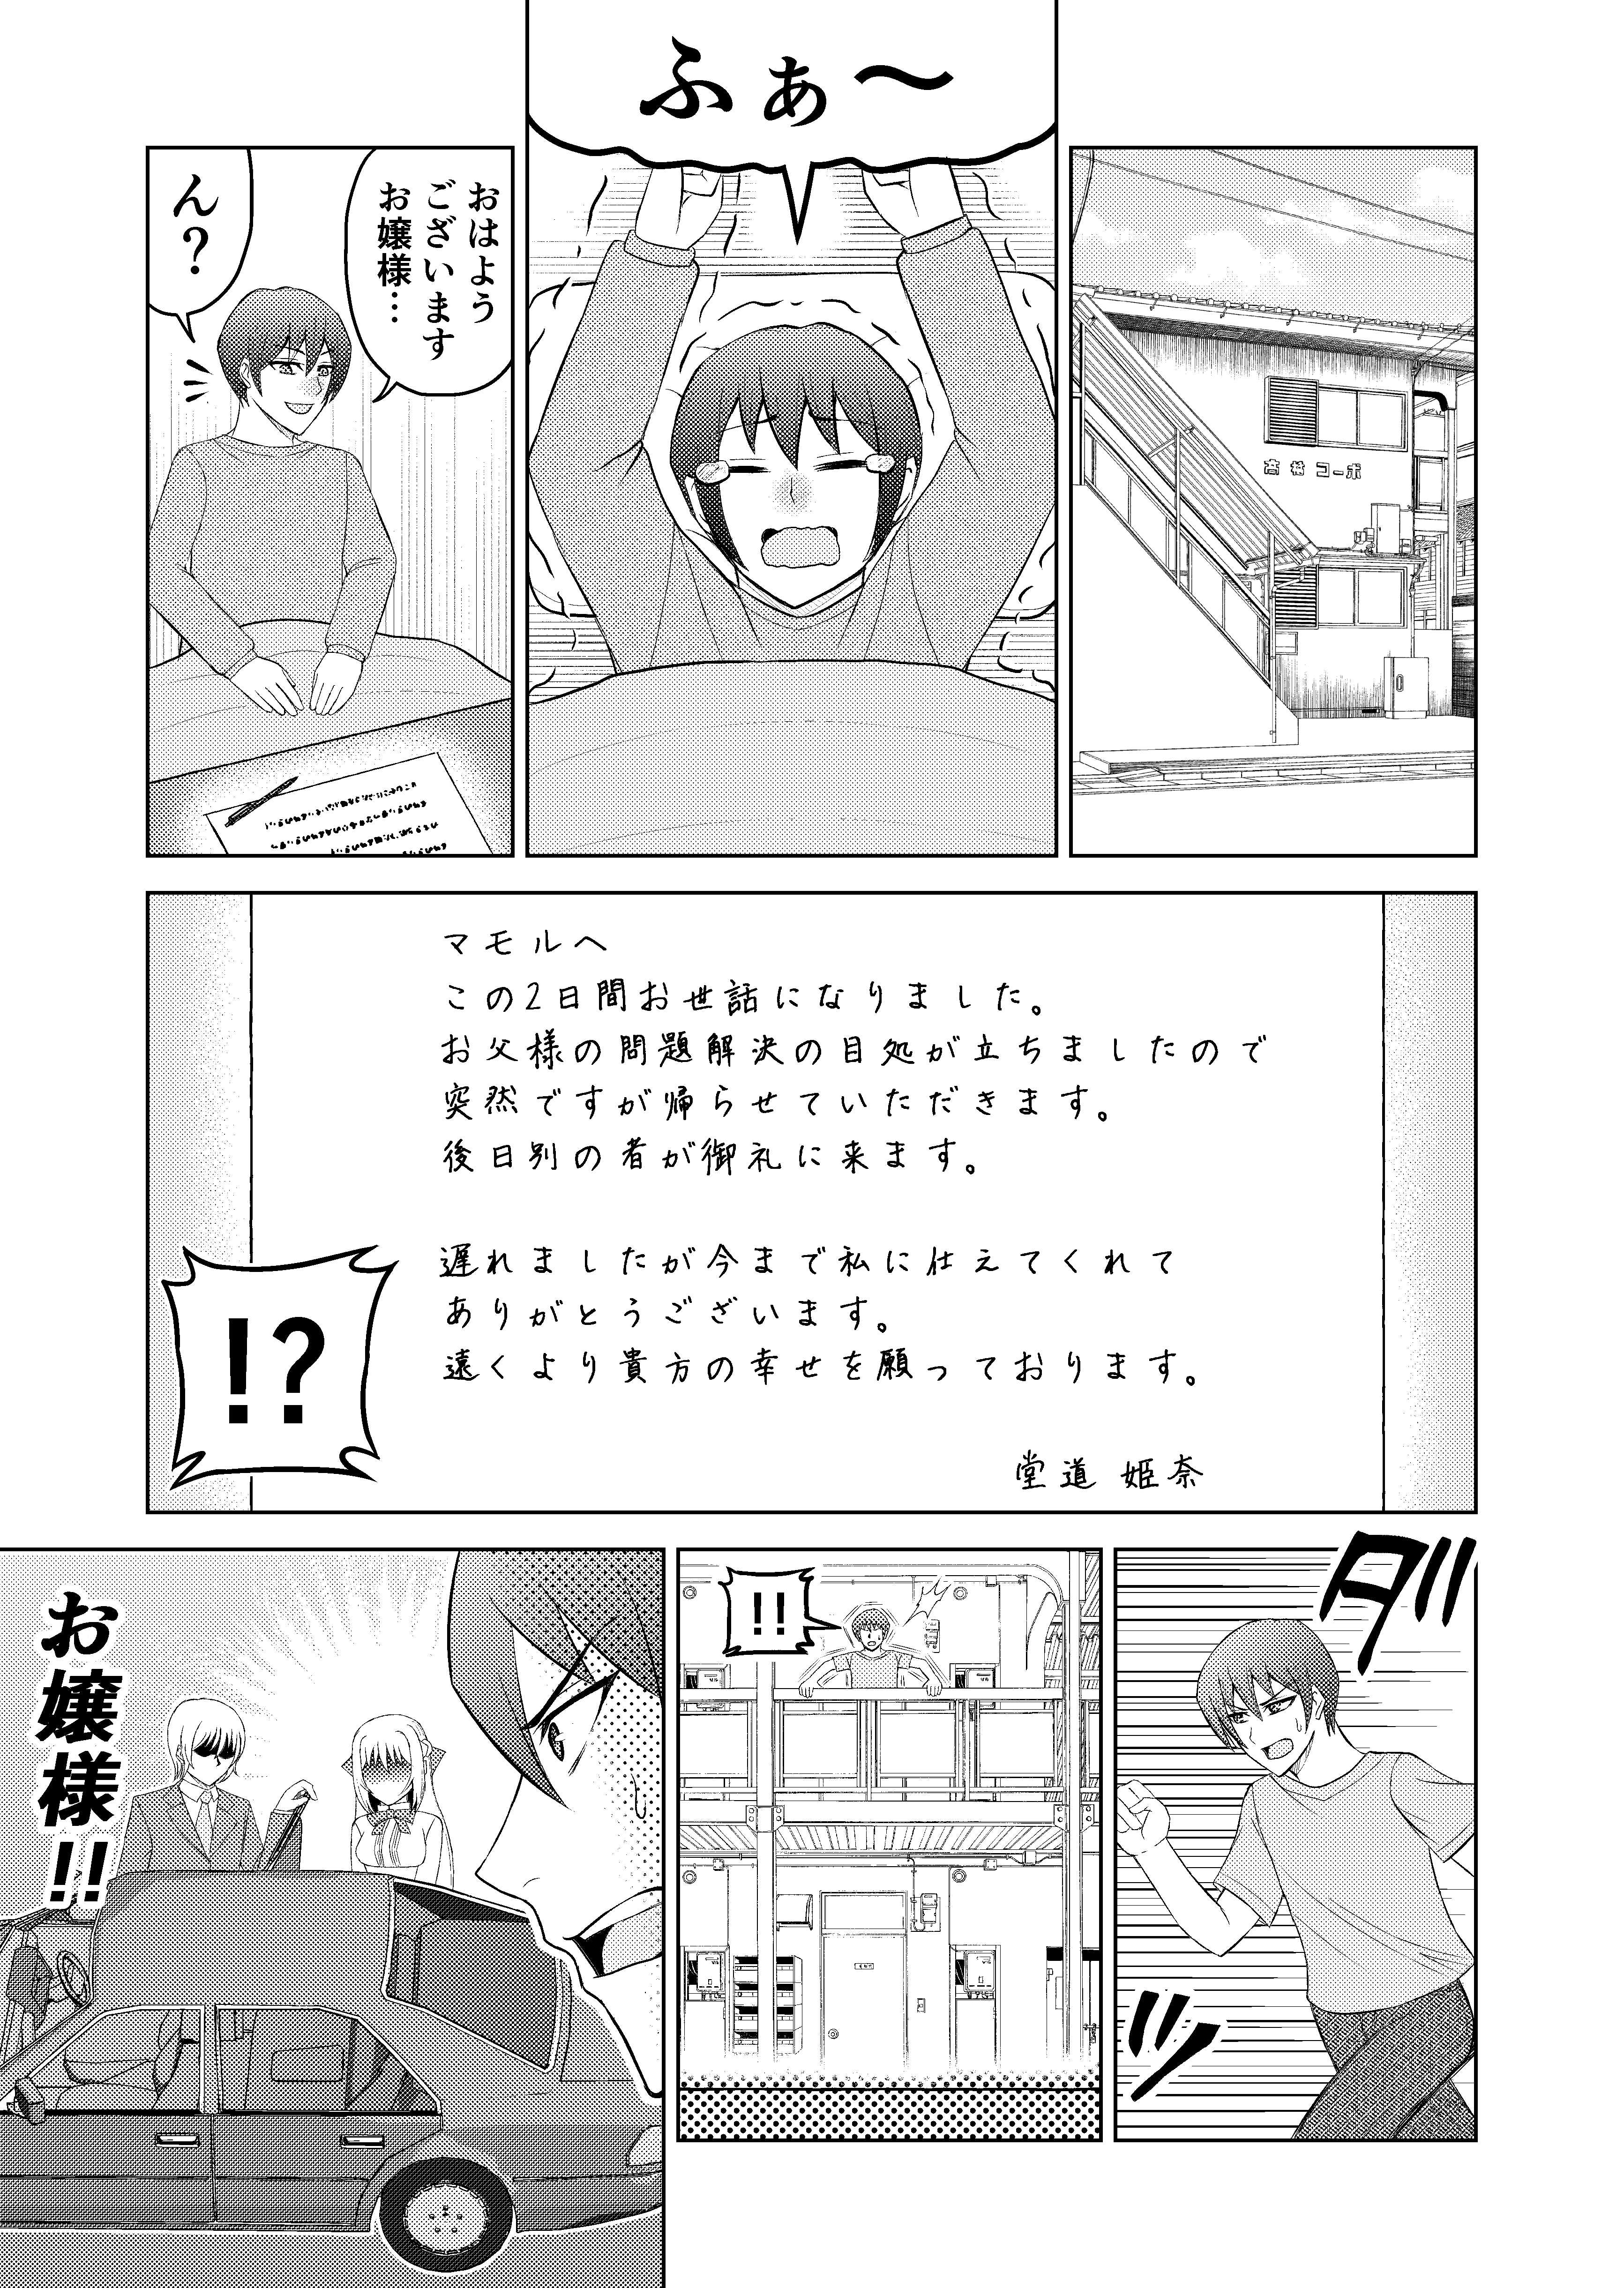 コーポ
ふぁ～
おはよう
ございます
お嬢様…
ん？
マモルへ
この2日間お世話になりました。
お父様の問題解決の目処が立ちましたので
突然ですが帰らせていただきます。
後日別の者が御礼に来ます。
遅れましたが今まで私に仕えてくれて
ありがとうございます。
遠くより貴方の幸せを願っております。
堂道 姫奈
!?
ダッ
!!
お嬢様!!